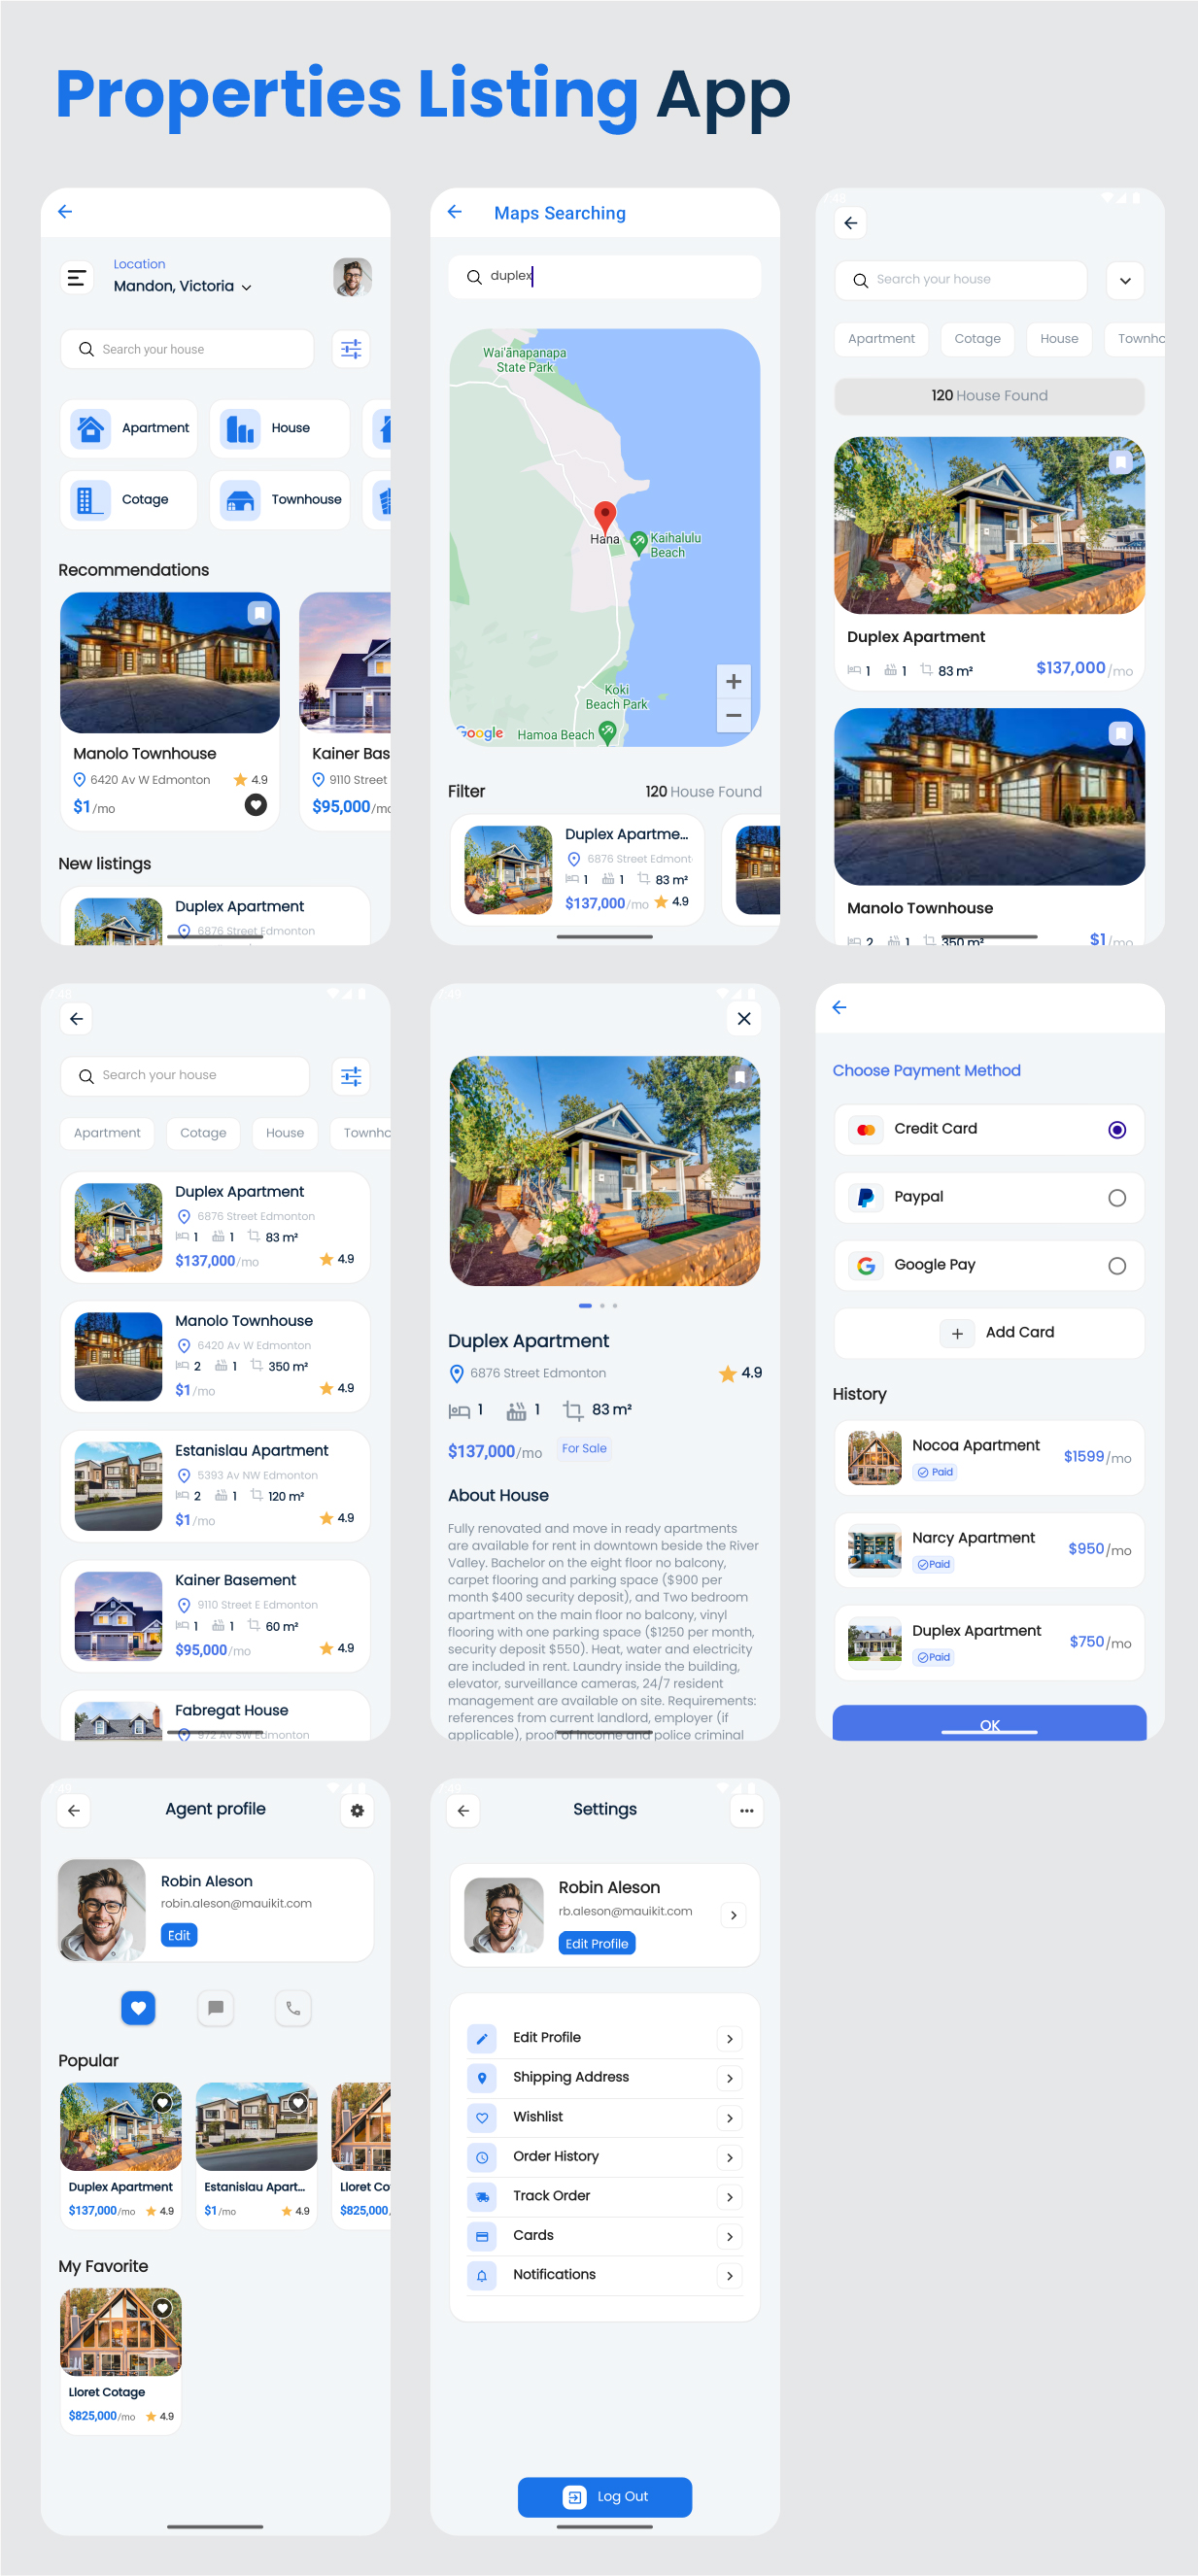 Properties Listing App
Location
Mandon, Victoria
Search your house
Apartment
House
Cotage
Townhouse
Recommendations
Manolo Townhouse
6420 Av W Edmonton
4.9
$1/mo
Kainer Bas
9110 Street
$95,000/mo
New listings
Duplex Apartment
6876 Street Edmonton
Maps Searching
duplex
Wai'ānapanapa
State Park
Hana
Kaihalulu
Beach
Koki
Beach Park
Hamoa Beach
Google
+
−
Filter
120 House Found
Duplex Apartme...
6876 Street Edmont
1 1 83 m²
$137,000/mo 4.9
7:48
Search your house
Apartment
Cotage
House
Townho
120 House Found
Duplex Apartment
1 1 83 m²
$137,000/mo
Manolo Townhouse
2 1 350 m²
$1/mo
7:48
Search your house
Apartment
Cotage
House
Townho
Duplex Apartment
6876 Street Edmonton
1 1 83 m²
$137,000/mo 4.9
Manolo Townhouse
6420 Av W Edmonton
2 1 350 m²
$1/mo 4.9
Estanislau Apartment
5393 Av NW Edmonton
2 1 120 m²
$1/mo 4.9
Kainer Basement
9110 Street E Edmonton
1 1 60 m²
$95,000/mo 4.9
Fabregat House
972 AV SW Edmonton
7:49
Duplex Apartment
6876 Street Edmonton 4.9
1 1 83 m²
$137,000/mo For Sale
About House
Fully renovated and move in ready apartments
are available for rent in downtown beside the River
Valley. Bachelor on the eight floor no balcony,
carpet flooring and parking space ($900 per
month $400 security deposit), and Two bedroom
apartment on the main floor no balcony, vinyl
flooring with one parking space ($1250 per month,
security deposit $550). Heat, water and electricity
are included in rent. Laundry inside the building,
elevator, surveillance cameras, 24/7 resident
management are available on site. Requirements:
references from current landlord, employer (if
applicable), proof of income and police criminal
Choose Payment Method
Credit Card
Paypal
Google Pay
+ Add Card
History
Nocoa Apartment
Paid
$1599/mo
Narcy Apartment
Paid
$950/mo
Duplex Apartment
Paid
$750/mo
OK
7:49
Agent profile
Robin Aleson
robin.aleson@mauikit.com
Edit
Popular
Duplex Apartment
$137,000/mo 4.9
Estanislau Apart...
$1/mo 4.9
Lloret Co
$825,000/
My Favorite
Lloret Cotage
$825,000/mo 4.9
7:49
Settings
Robin Aleson
rb.aleson@mauikit.com
Edit Profile
Edit Profile
Shipping Address
Wishlist
Order History
Track Order
Cards
Notifications
Log Out